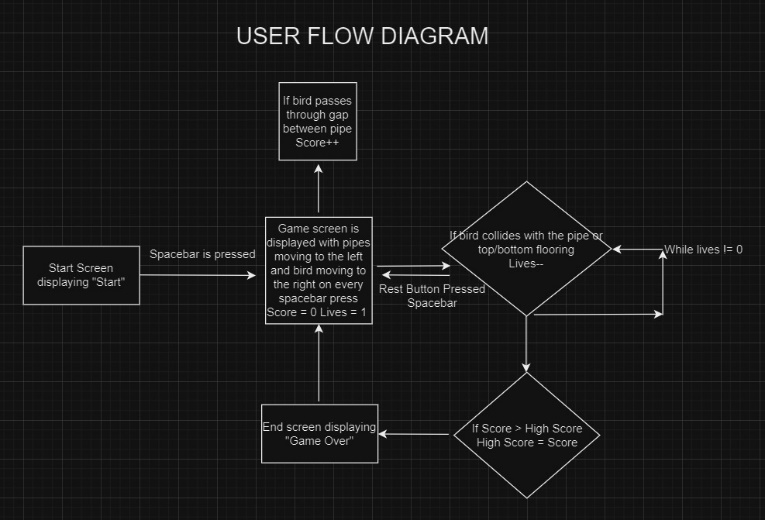 USER FLOW DIAGRAM
If bird passes
through gap
between pipe
Score++
Start Screen
displaying "Start"
Spacebar is pressed
Game screen is
displayed with pipes
moving to the left
and bird moving to
the right on every
spacebar press
Score = 0 Lives = 1
Rest Button Pressed
Spacebar
If bird collides with the pipe or
top/bottom flooring
Lives--
While lives != 0
If Score > High Score
High Score = Score
End screen displaying
"Game Over"